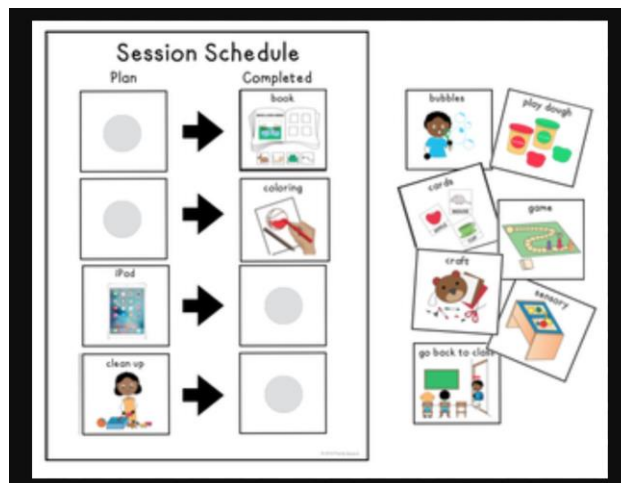 Session Schedule
Plan Completed
book
coloring
iPad
clean up
bubbles
play dough
cards
game
craft
sensory
go back to class